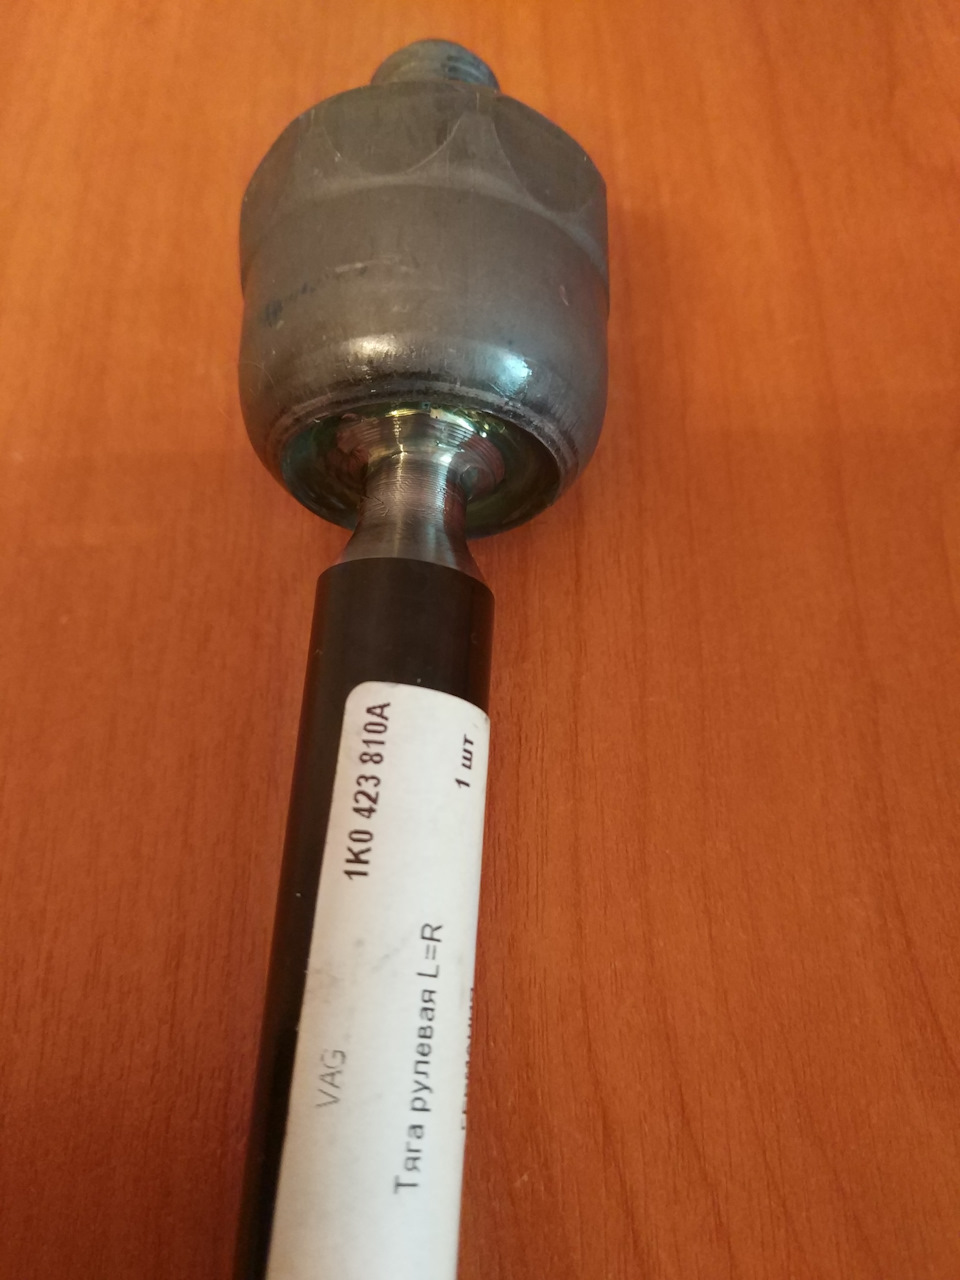 VAG
1K0 423 810A
Тяга рулевая L=R
1 шт